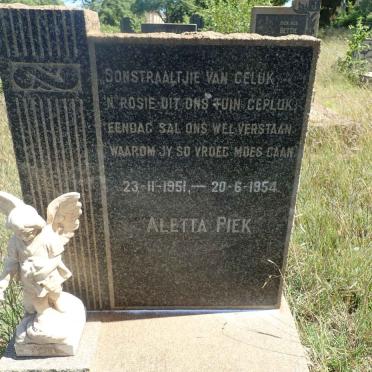 SONSTRAALTJIE VAN GELUK,
'N ROSIE UIT ONS TUIN GEPLUK,
EENDAG SAL ONS WEL VERSTAAN
WAAROM JY SO VROEG MOES GAAN.
23-11-1951,—20-6-1954.
ALETTA PIEK